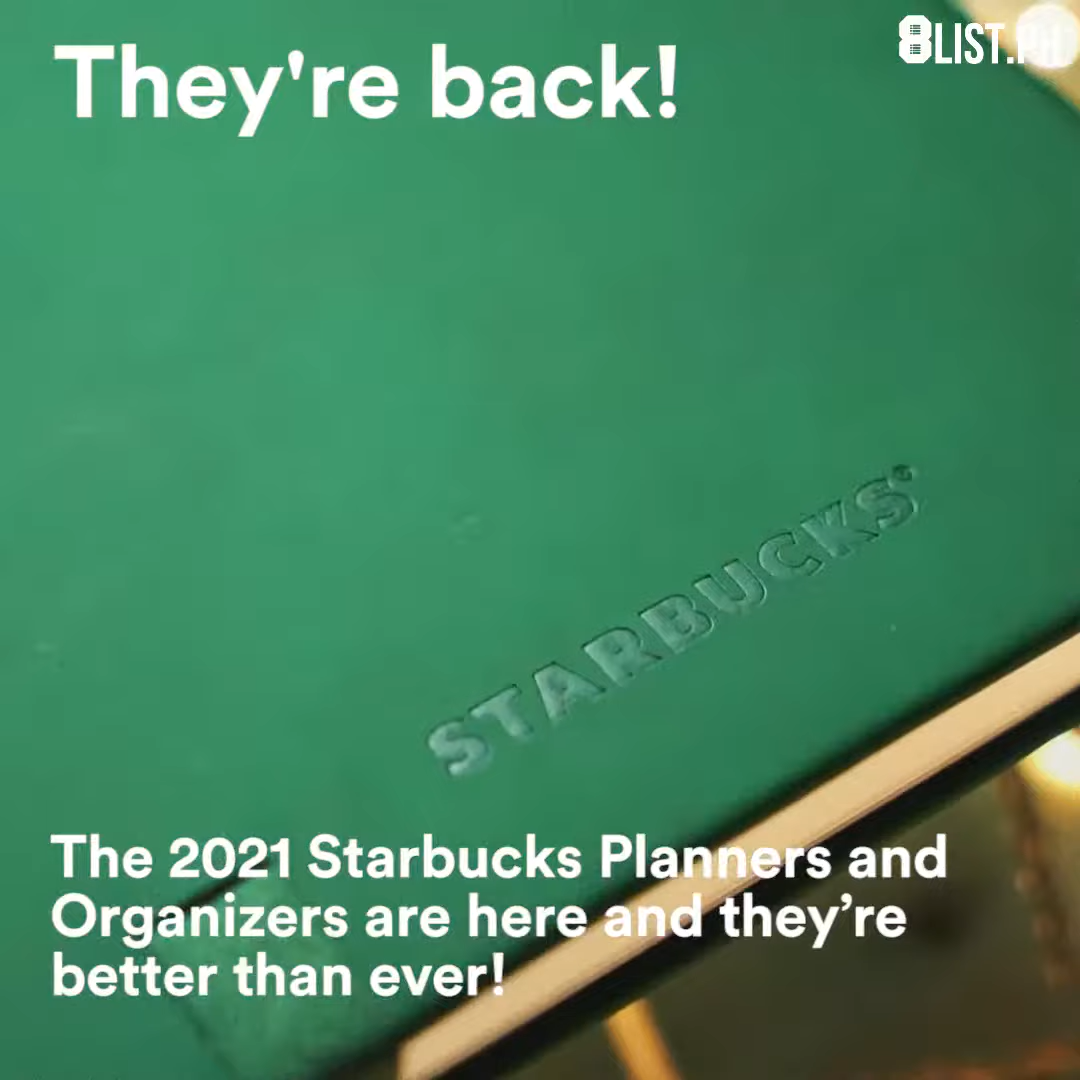 8LIST.PH
They're back!
STARBUCKS®
The 2021 Starbucks Planners and
Organizers are here and they’re
better than ever!